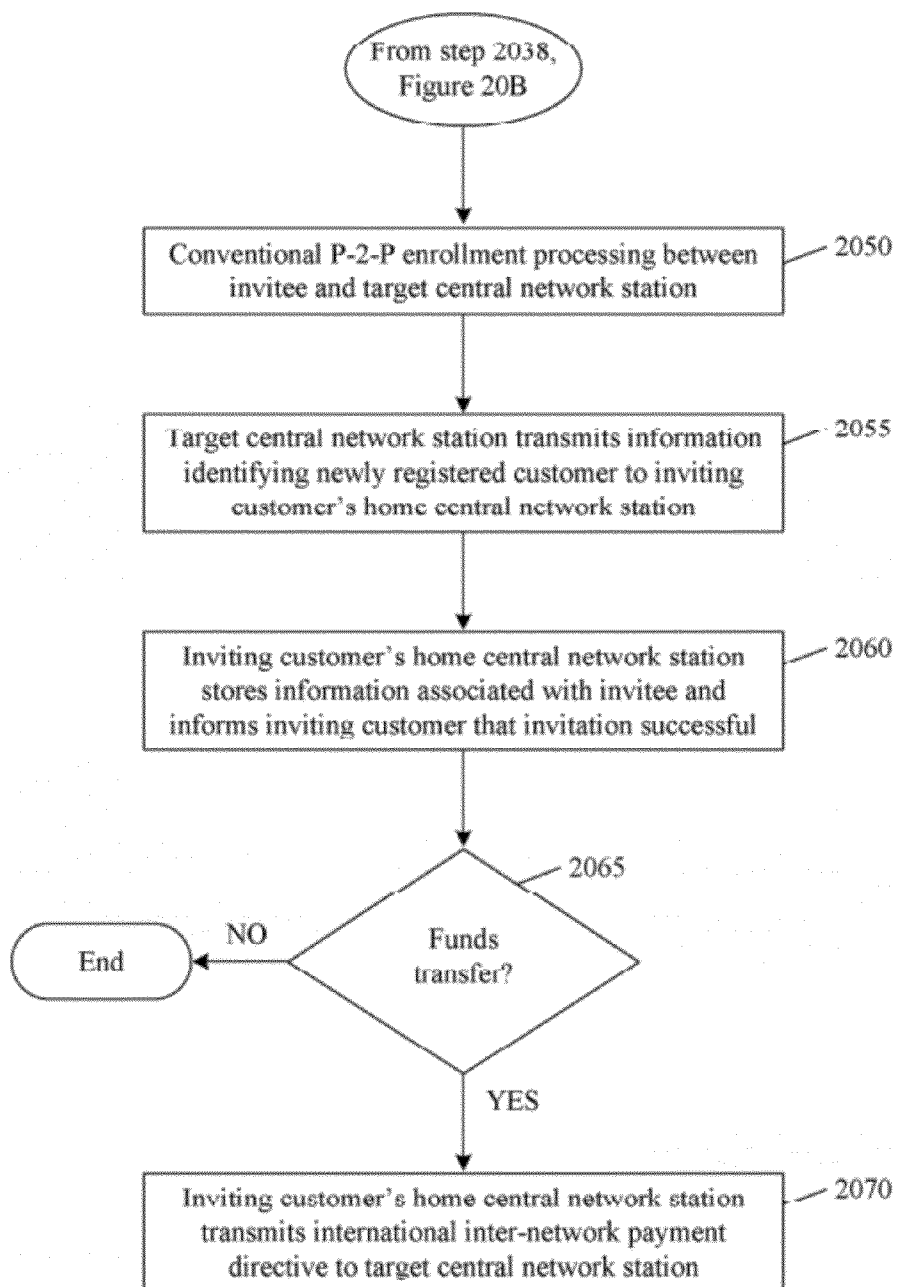 From step 2038,
Figure 20B
Conventional P-2-P enrollment processing between
invitee and target central network station
2050
Target central network station transmits information
identifying newly registered customer to inviting
customer's home central network station
2055
Inviting customer's home central network station
stores information associated with invitee and
informs inviting customer that invitation successful
2060
2065
Funds
transfer?
NO
End
YES
Inviting customer's home central network station
transmits international inter-network payment
directive to target central network station
2070